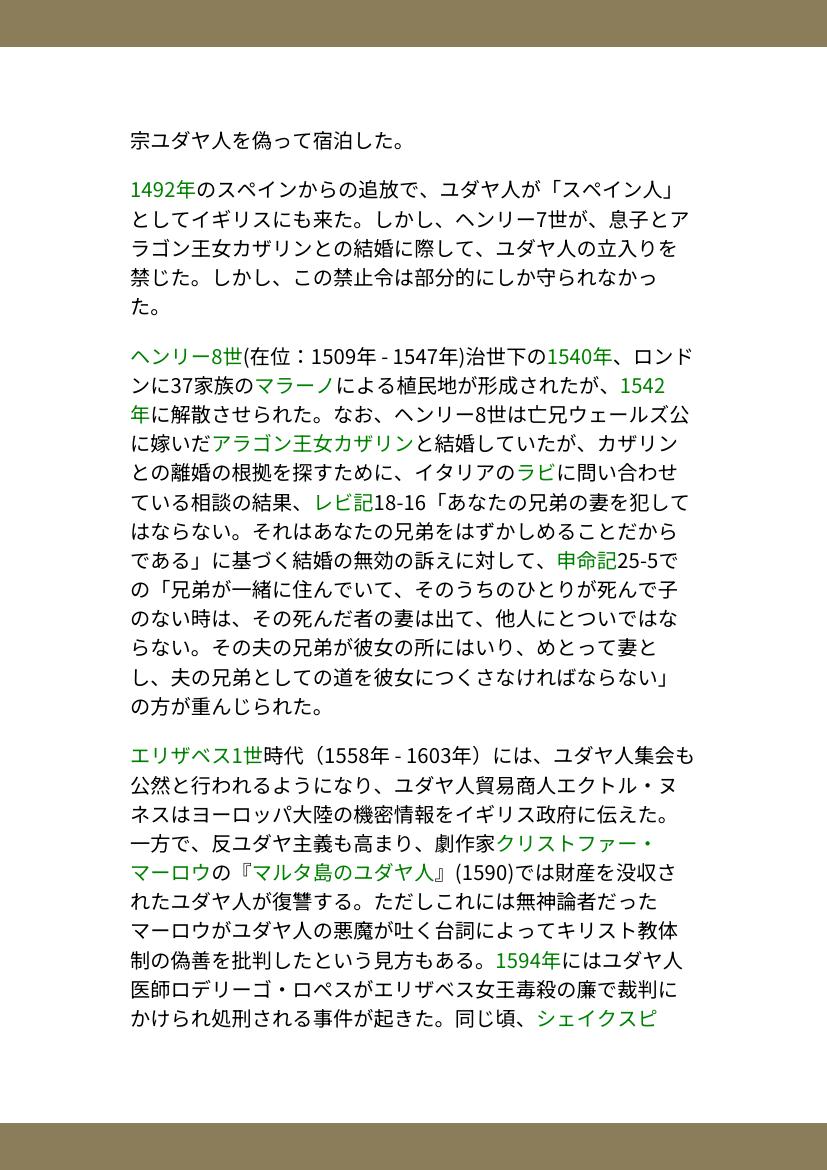 宗ユダヤ人を偽って宿泊した。
1492年のスペインからの追放で、ユダヤ人が「スペイン人」
としてイギリスにも来た。しかし、ヘンリー7世が、息子とア
ラゴン王女カザリンとの結婚に際して、ユダヤ人の立入りを
禁じた。しかし、この禁止令は部分的にしか守られなかっ
た。
ヘンリー8世(在位：1509年 - 1547年)治世下の1540年、ロンド
ンに37家族のマラーノによる植民地が形成されたが、1542
年に解散させられた。なお、ヘンリー8世は亡兄ウェールズ公
に嫁いだアラゴン王女カザリンと結婚していたが、カザリン
との離婚の根拠を探すために、イタリアのラビに問い合わせ
ている相談の結果、レビ記18-16「あなたの兄弟の妻を犯して
はならない。それはあなたの兄弟をはずかしめることだから
である」に基づく結婚の無効の訴えに対して、申命記25-5で
の「兄弟が一緒に住んでいて、そのうちのひとりが死んで子
のない時は、その死んだ者の妻は出て、他人にとついではな
らない。その夫の兄弟が彼女の所にはいり、めとって妻と
し、夫の兄弟としての道を彼女につくさなければならない」
の方が重んじられた。
エリザベス1世時代（1558年 - 1603年）には、ユダヤ人集会も
公然と行われるようになり、ユダヤ人貿易商人エクトル・ヌ
ネスはヨーロッパ大陸の機密情報をイギリス政府に伝えた。
一方で、反ユダヤ主義も高まり、劇作家クリストファー・
マーロウの『マルタ島のユダヤ人』(1590)では財産を没収さ
れたユダヤ人が復讐する。ただしこれには無神論者だった
マーロウがユダヤ人の悪魔が吐く台詞によってキリスト教体
制の偽善を批判したという見方もある。1594年にはユダヤ人
医師ロデリーゴ・ロペスがエリザベス女王毒殺の廉で裁判に
かけられ処刑される事件が起きた。同じ頃、シェイクスピ